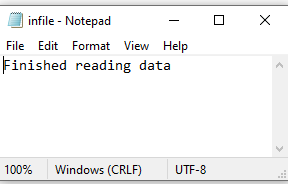 infile - Notepad
File Edit Format View Help
Finished reading data
100% Windows (CRLF) UTF-8